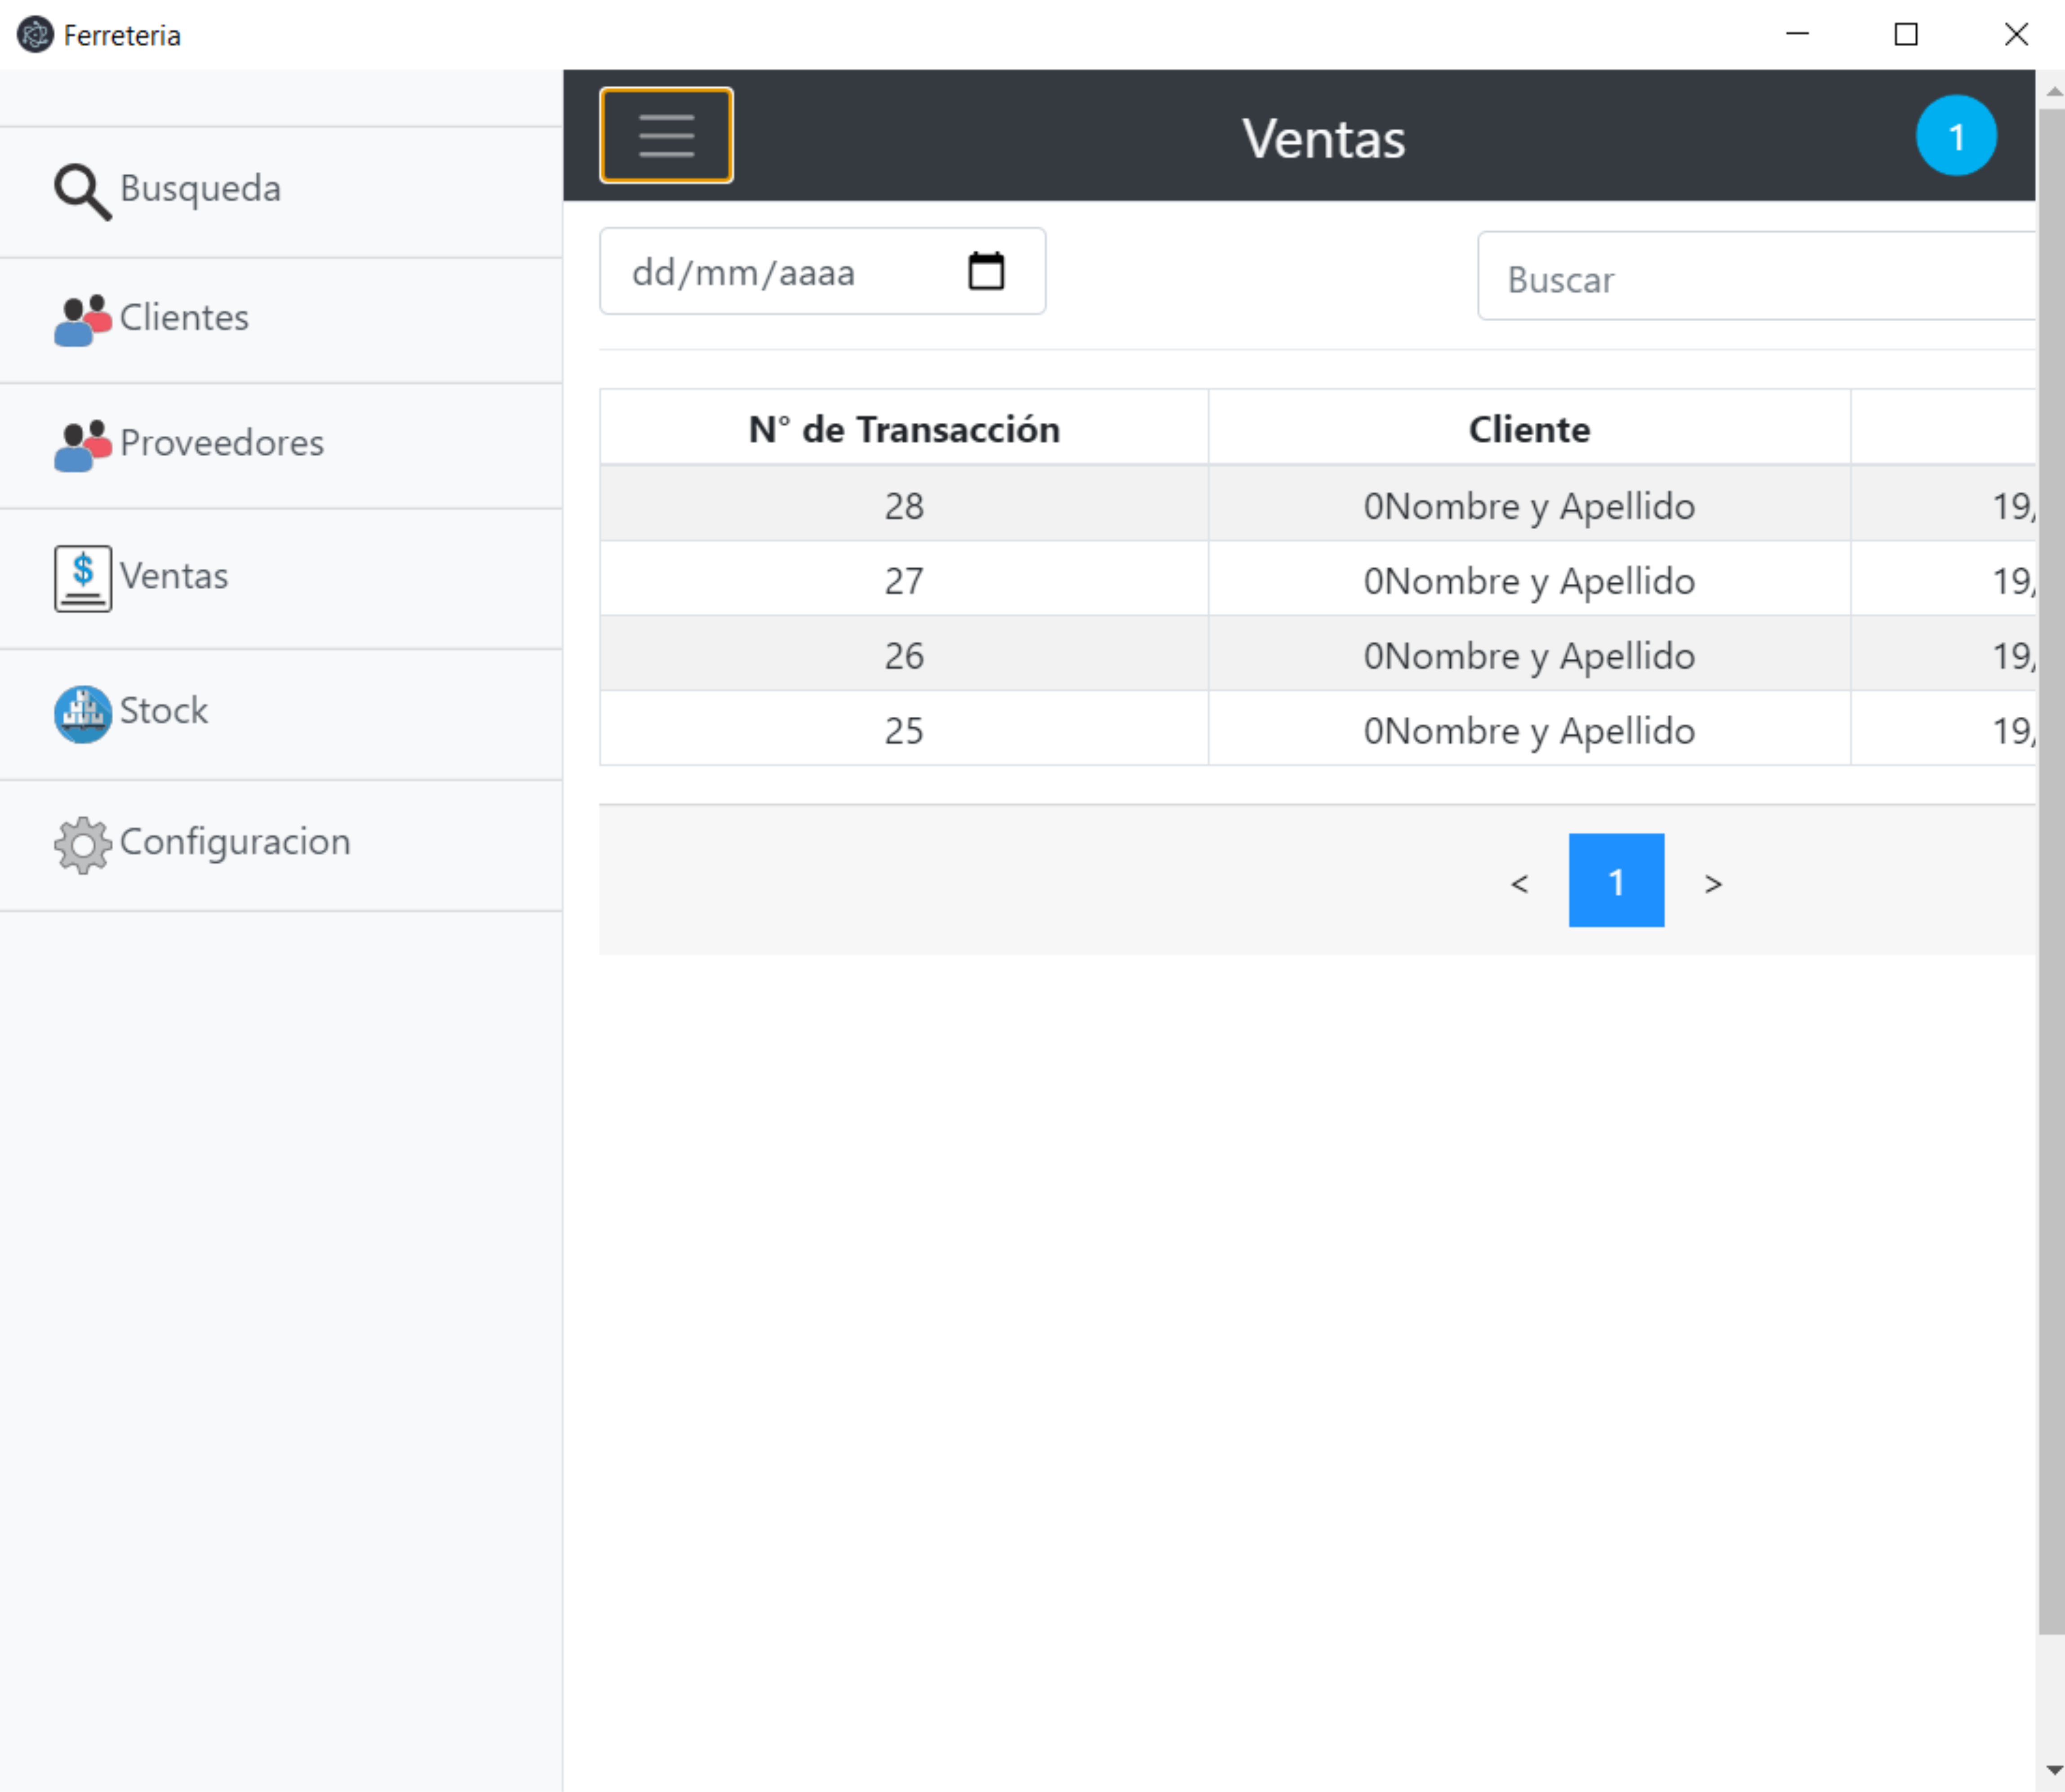 Ferreteria
Busqueda
Clientes
Proveedores
Ventas
Stock
Configuracion
Ventas
1
dd/mm/aaaa
Buscar
N° de Transacción Cliente
28 0Nombre y Apellido 19/
27 0Nombre y Apellido 19/
26 0Nombre y Apellido 19/
25 0Nombre y Apellido 19/
< 1 >